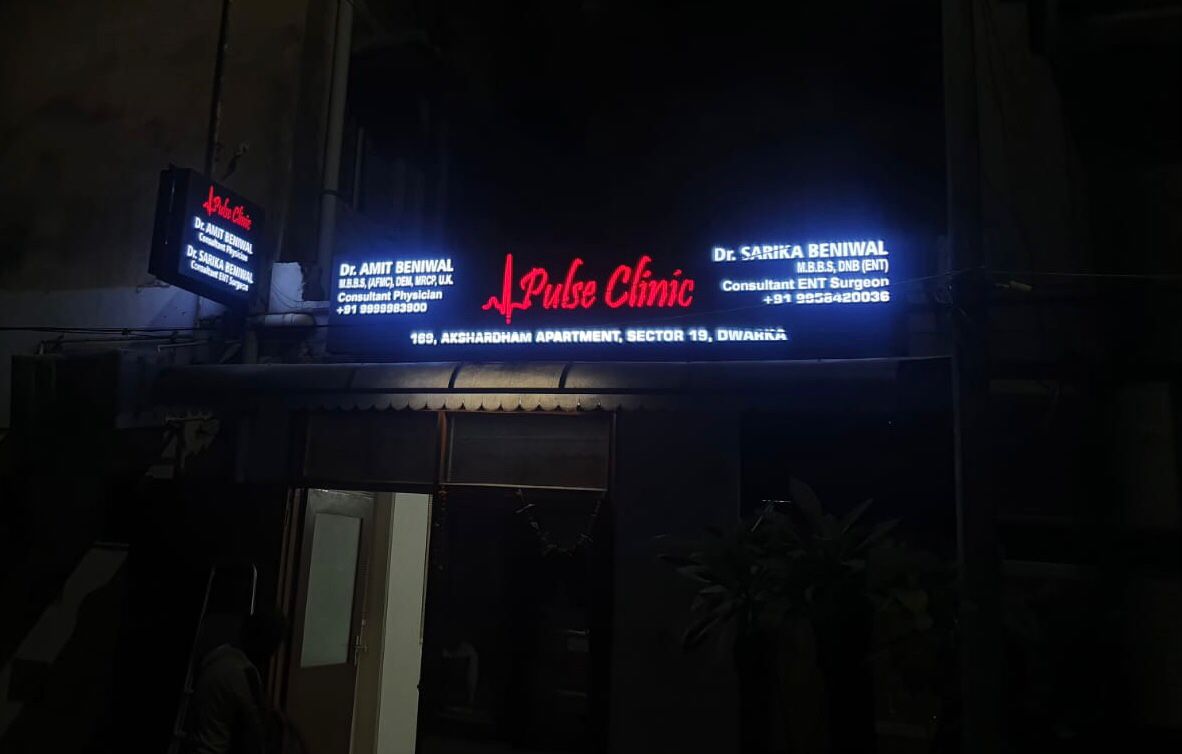 Pulse Clinic
Dr. AMIT BENIWAL
Consultant Physician
Dr. SARIKA BENIWAL
Consultant ENT Surgeon
Dr. AMIT BENIWAL
M.B.B.S, (AFMC), DEM, MRCP, U.K.
Consultant Physician
+91 9999983900
Pulse Clinic
Dr. SARIKA BENIWAL
M.B.B.S, DNB (ENT)
Consultant ENT Surgeon
+91 9958420036
169, AKSHARDHAM APARTMENT, SECTOR 19, DWARKA